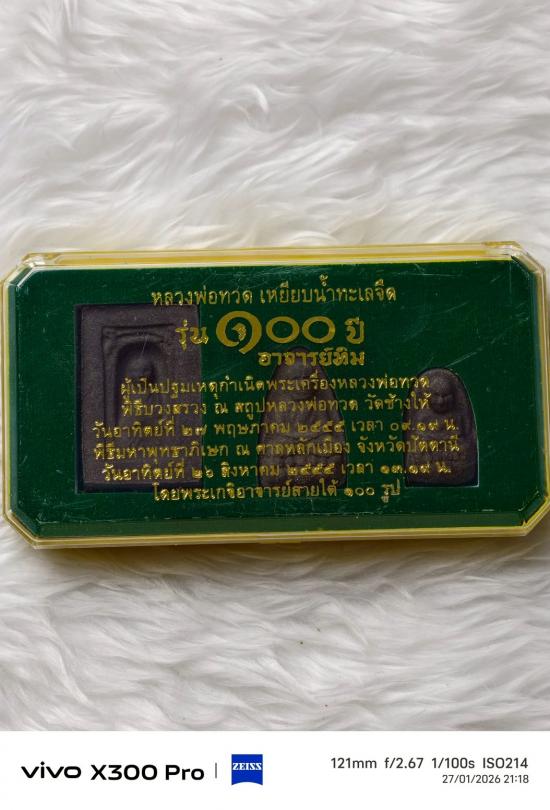 หลวงพ่อทวด เหยียบน้ำทะเลจืด
รุ่น ๑๐๐ ปี
อาจารย์ทิม
ผู้เป็นปฐมเหตุกำเนิดพระเครื่องหลวงพ่อทวด
พิธีบวงสรวง ณ สถูปหลวงพ่อทวด วัดช้างให้
วันอาทิตย์ที่ ๒๗ พฤษภาคม ๒๕๕๕ เวลา ๐๙.๑๙ น.
พิธีมหาพุทธาภิเษก ณ ศาลหลักเมือง จังหวัดปัตตานี
วันอาทิตย์ที่ ๒๖ สิงหาคม ๒๕๕๕ เวลา ๑๓.๑๙ น.
โดยพระเกจิอาจารย์สายใต้ ๑๐๐ รูป
vivo X300 Pro | ZEISS
121mm f/2.67 1/100s ISO214
27/01/2026 21:18